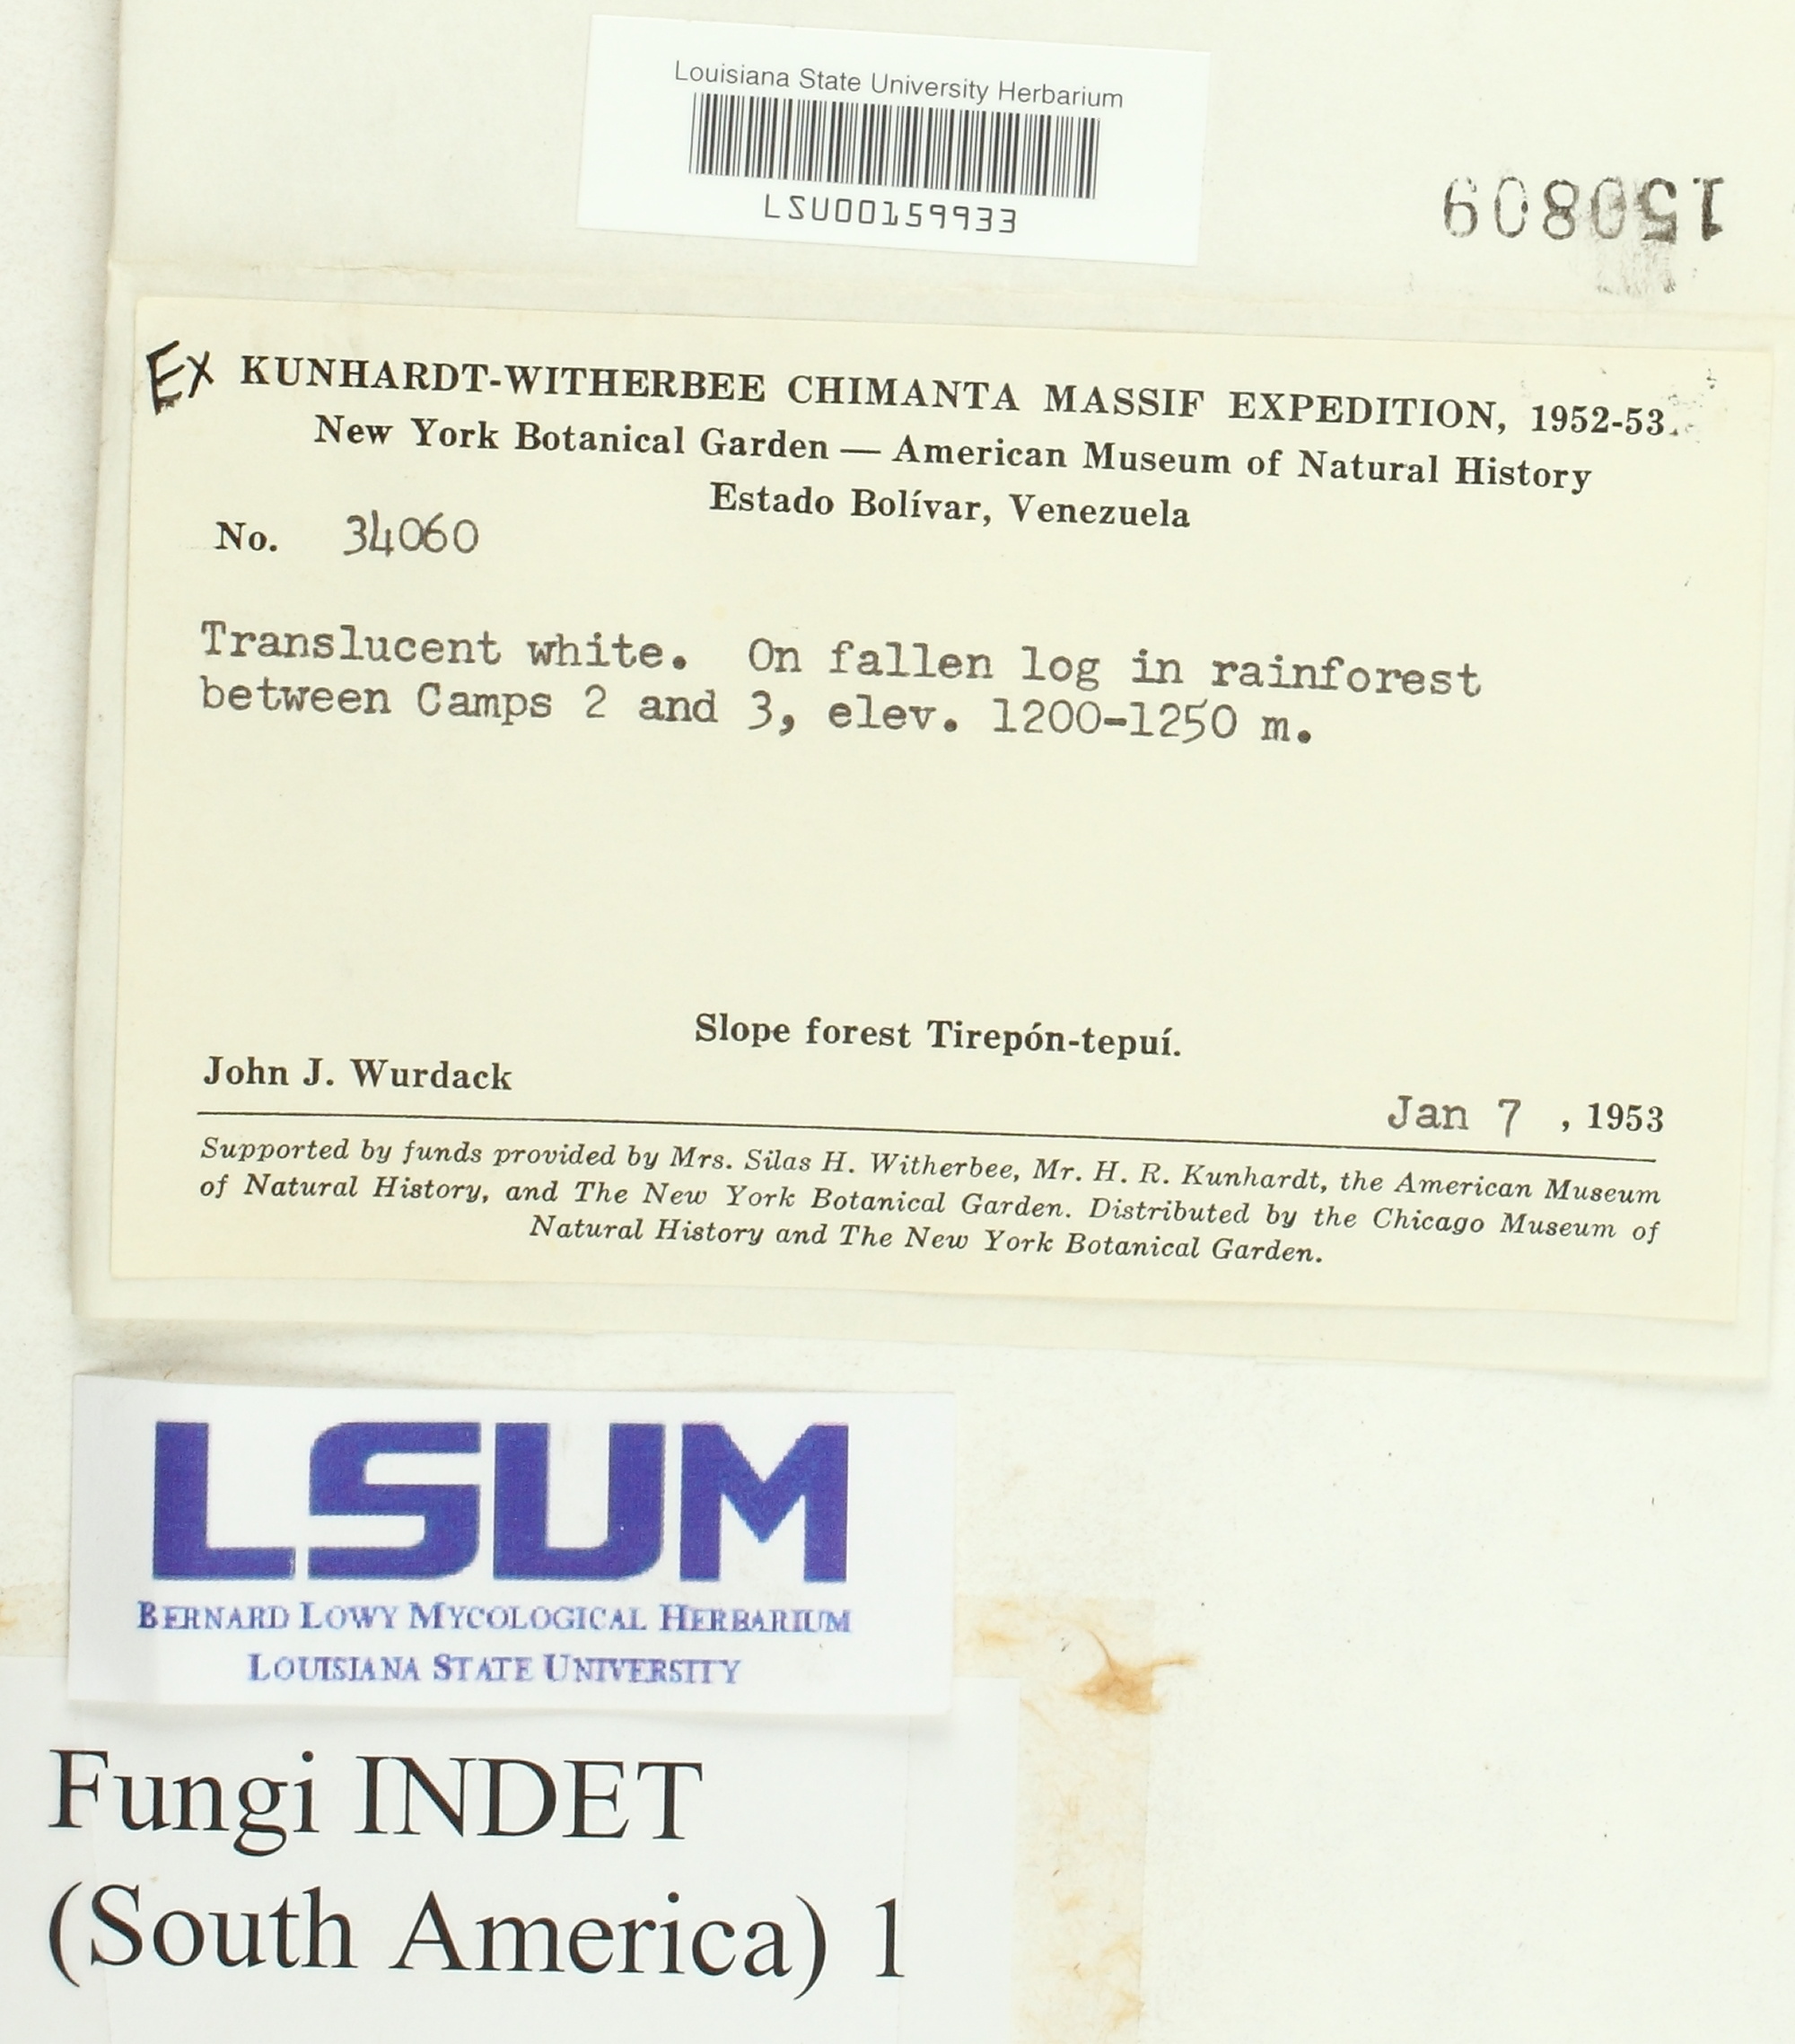 Louisiana State University Herbarium
LSU00159933
150809
Ex KUNHARDT-WITHERBEE CHIMANTA MASSIF EXPEDITION, 1952-53.
New York Botanical Garden — American Museum of Natural History
Estado Bolívar, Venezuela
No. 34060
Translucent white. On fallen log in rainforest
between Camps 2 and 3, elev. 1200-1250 m.
Slope forest Tirepón-tepuí.
John J. Wurdack
Jan 7 , 1953
Supported by funds provided by Mrs. Silas H. Witherbee, Mr. H. R. Kunhardt, the American Museum
of Natural History, and The New York Botanical Garden. Distributed by the Chicago Museum of
Natural History and The New York Botanical Garden.
LSUM
BERNARD LOWY MYCOLOGICAL HERBARIUM
LOUISIANA STATE UNIVERSITY
Fungi INDET
(South America) 1